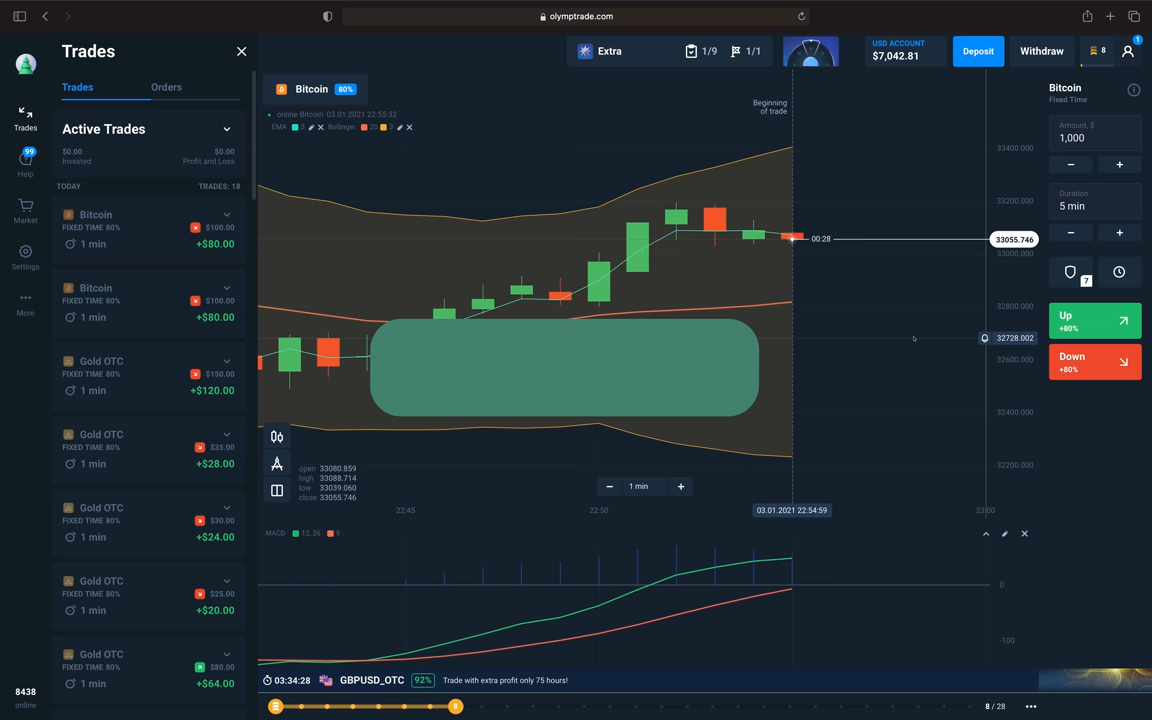 olymptrade.com
Trades
Extra
1/9
1/1
USD ACCOUNT
$7,042.81
Deposit
Withdraw
8
1
Trades
Orders
Trades
99
Help
Market
Settings
More
8438
online
Active Trades
$0.00
$0.00
Invested
Profit and Loss
TODAY
TRADES: 18
Bitcoin
FIXED TIME 80%
$100.00
1 min
+$80.00
Bitcoin
FIXED TIME 80%
$100.00
1 min
+$80.00
Gold OTC
FIXED TIME 80%
$150.00
1 min
+$120.00
Gold OTC
FIXED TIME 80%
$35.00
1 min
+$28.00
Gold OTC
FIXED TIME 80%
$30.00
1 min
+$24.00
Gold OTC
FIXED TIME 80%
$25.00
1 min
+$20.00
Gold OTC
FIXED TIME 80%
$80.00
1 min
+$64.00
Bitcoin
80%
online Bitcoin 03.01.2021 22:55:32
EMA 3 Bollinger 20 3
Beginning
of trade
33400.000
33200.000
00:28
33055.746
33000.000
32800.000
32728.002
32600.000
32400.000
32200.000
open 33080.859
high 33088.714
low 33039.060
close 33055.746
1 min
22:45
22:50
03.01.2021 22:54:59
23:00
MACD 12, 26 9
0
-100
Bitcoin
Fixed Time
Amount, $
1,000
Duration
5 min
7
Up
+80%
Down
+80%
03:34:28
GBPUSD_OTC
92%
Trade with extra profit only 75 hours!
8
8 / 28